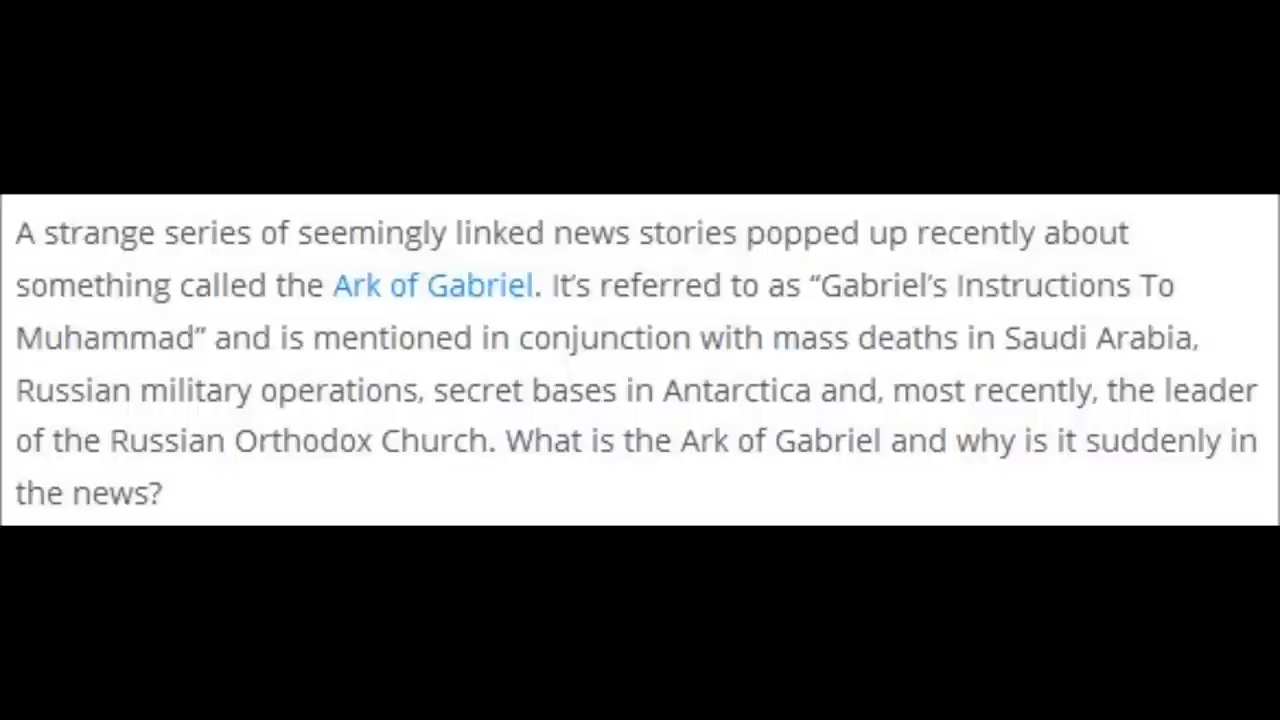 A strange series of seemingly linked news stories popped up recently about
something called the Ark of Gabriel. It’s referred to as “Gabriel’s Instructions To
Muhammad” and is mentioned in conjunction with mass deaths in Saudi Arabia,
Russian military operations, secret bases in Antarctica and, most recently, the leader
of the Russian Orthodox Church. What is the Ark of Gabriel and why is it suddenly in
the news?